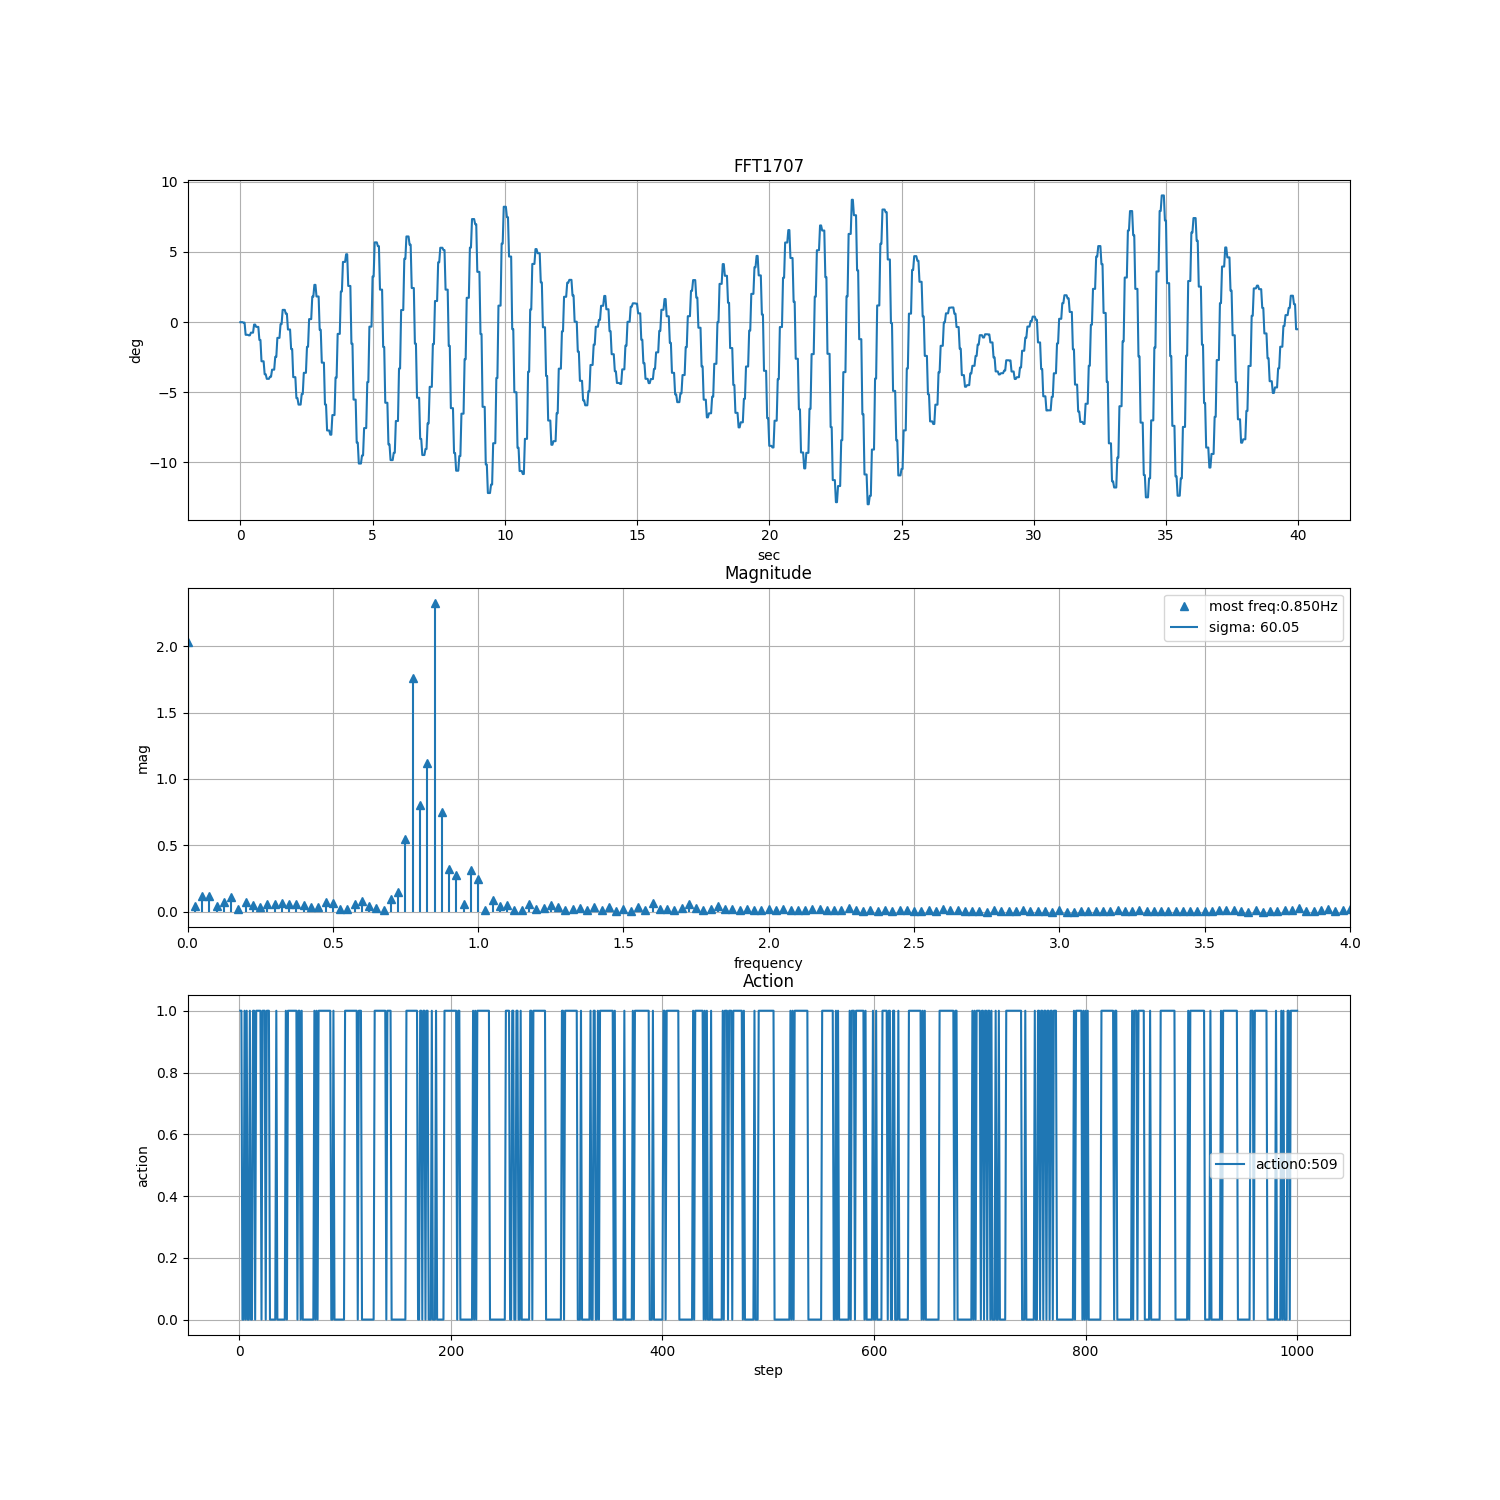 FFT1707
10
5
0
−5
−10
deg
0 5 10 15 20 25 30 35 40
sec
Magnitude
most freq:0.850Hz
sigma: 60.05
2.0
1.5
1.0
0.5
0.0
mag
0.0 0.5 1.0 1.5 2.0 2.5 3.0 3.5 4.0
frequency
Action
1.0
0.8
0.6
0.4
0.2
0.0
action
action0:509
0 200 400 600 800 1000
step